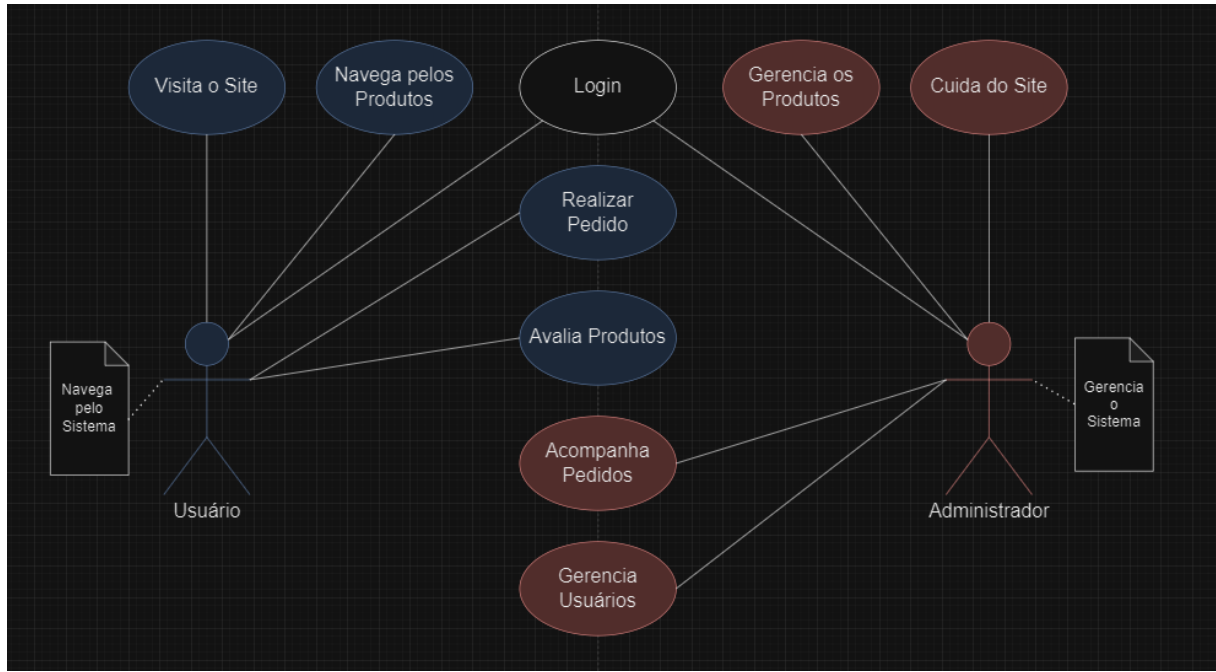 Visita o Site
Navega pelos
Produtos
Login
Gerencia os
Produtos
Cuida do Site
Realizar
Pedido
Avalia Produtos
Navega
pelo
Sistema
Gerencia
o
Sistema
Acompanha
Pedidos
Usuário
Administrador
Gerencia
Usuários